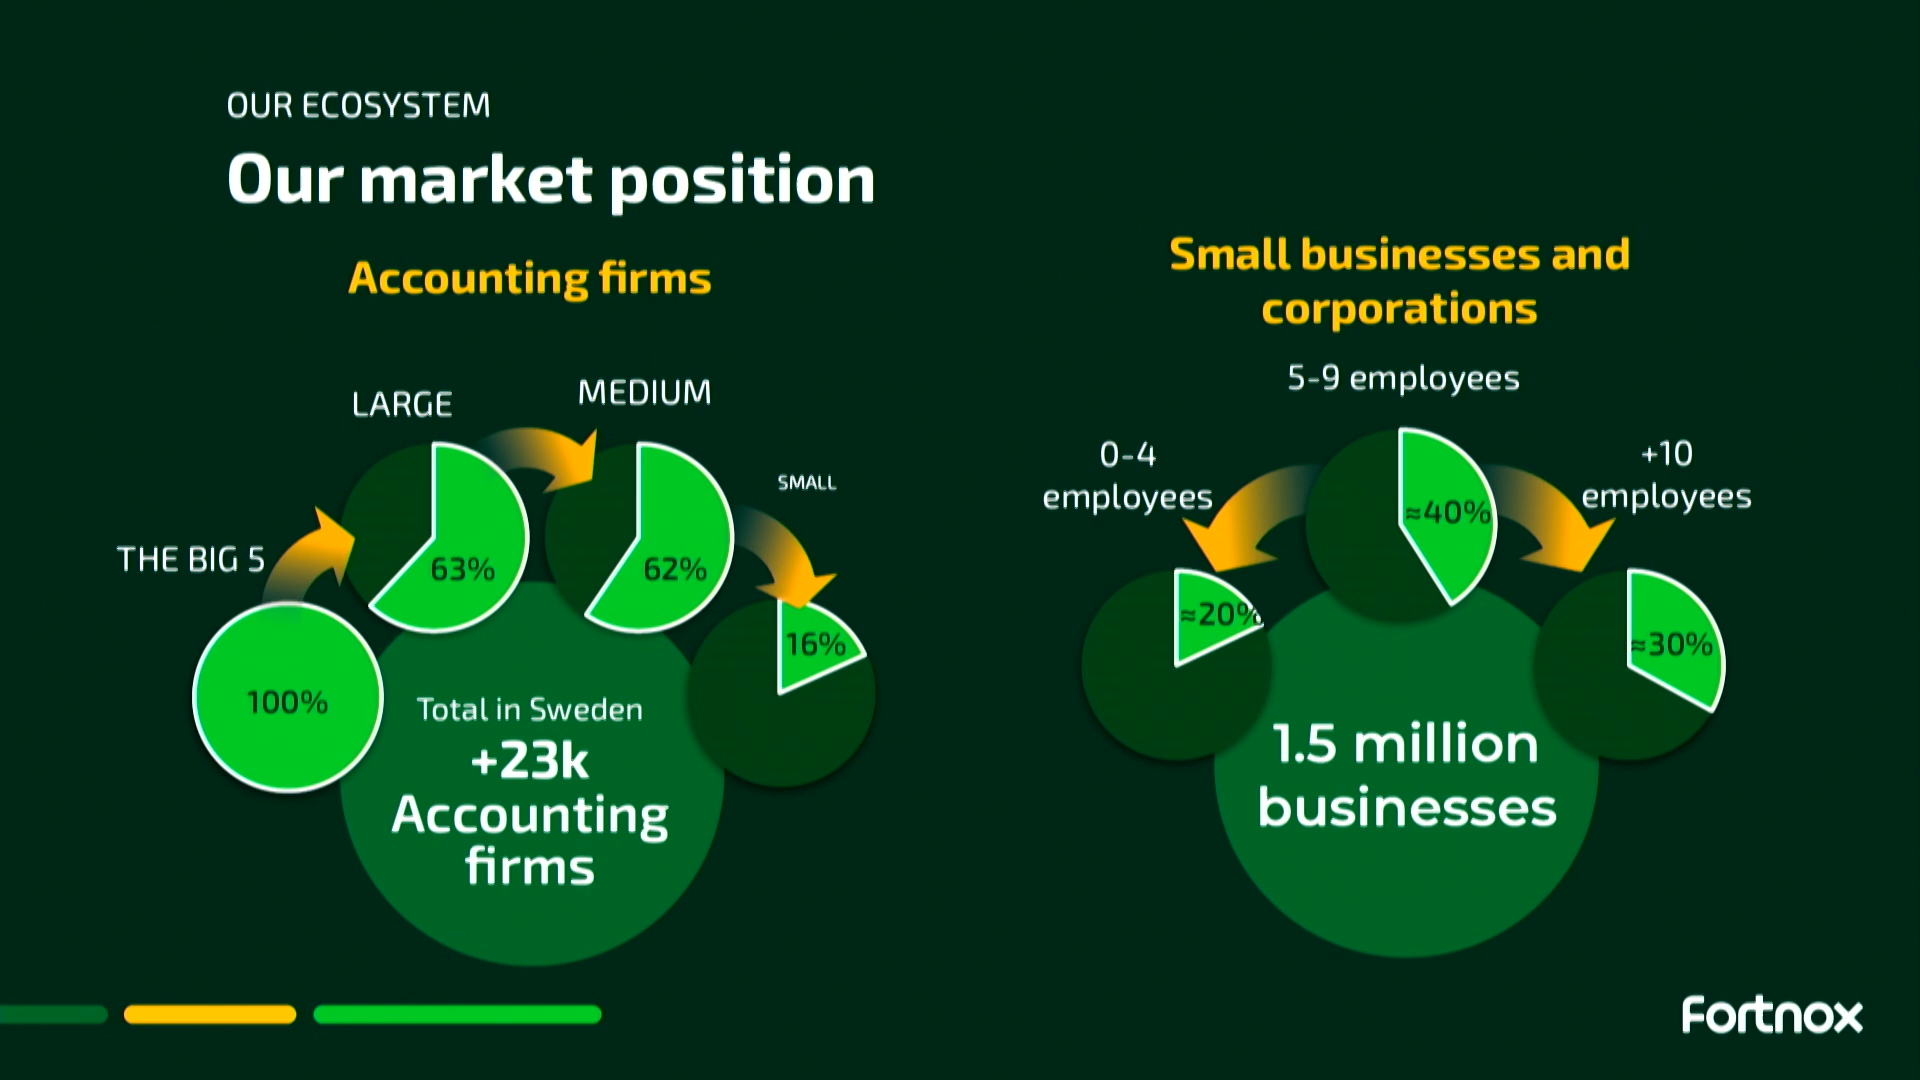 OUR ECOSYSTEM
Our market position
Accounting firms
THE BIG 5
100%
LARGE
63%
MEDIUM
62%
SMALL
16%
Total in Sweden
+23k
Accounting
firms
Small businesses and
corporations
0-4
employees
≈20%
5-9 employees
≈40%
+10
employees
≈30%
1.5 million
businesses
Fortnox